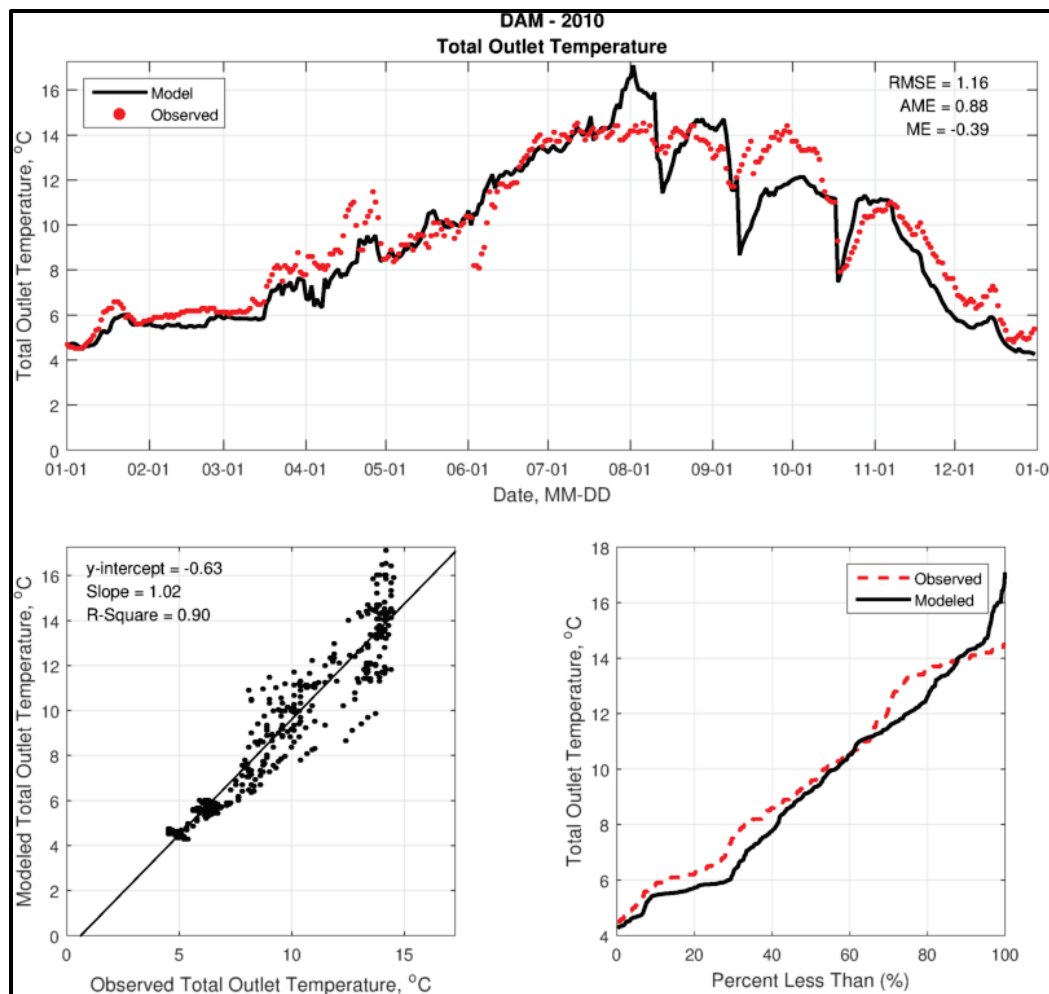 DAM - 2010
Total Outlet Temperature
Total Outlet Temperature, °C
16
14
12
10
8
6
4
2
0
Model
Observed
RMSE = 1.16
AME = 0.88
ME = -0.39
01-01 02-01 03-01 04-01 05-01 06-01 07-01 08-01 09-01 10-01 11-01 12-01 01-0
Date, MM-DD
Modeled Total Outlet Temperature, °C
16
14
12
10
8
6
4
2
0
y-intercept = -0.63
Slope = 1.02
R-Square = 0.90
0 5 10 15
Observed Total Outlet Temperature, °C
Total Outlet Temperature, °C
18
16
14
12
10
8
6
4
Observed
Modeled
0 20 40 60 80 100
Percent Less Than (%)